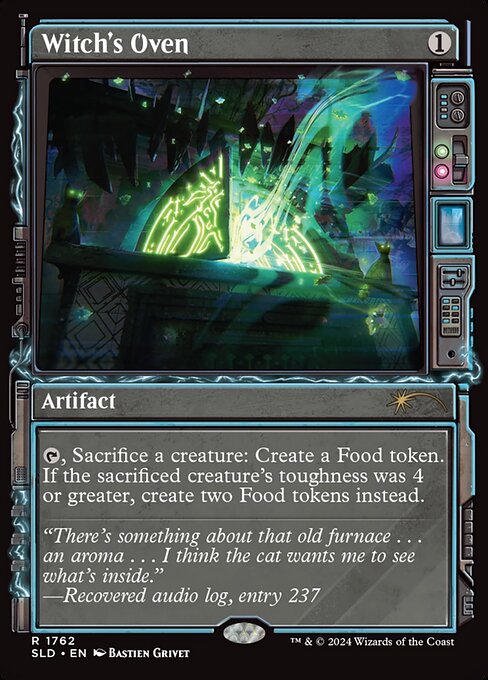 Witch's Oven 1
Artifact
, Sacrifice a creature: Create a Food token.
If the sacrificed creature's toughness was 4
or greater, create two Food tokens instead.
“There's something about that old furnace . . .
an aroma . . . I think the cat wants me to see
what's inside.”
—Recovered audio log, entry 237
R 1762
SLD • EN Bastien Grivet
™ & © 2024 Wizards of the Coast